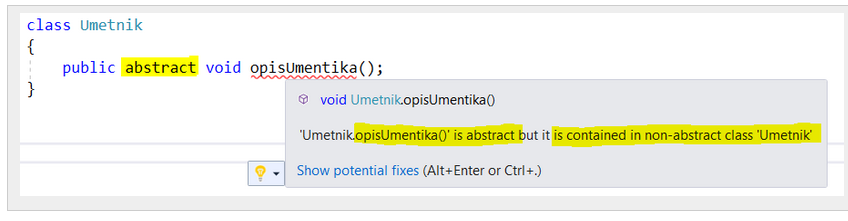 class Umetnik
{
public abstract void opisUmentika();
}
void Umetnik.opisUmentika()
'Umetnik.opisUmentika()' is abstract but it is contained in non-abstract class 'Umetnik'
Show potential fixes (Alt+Enter or Ctrl+.)